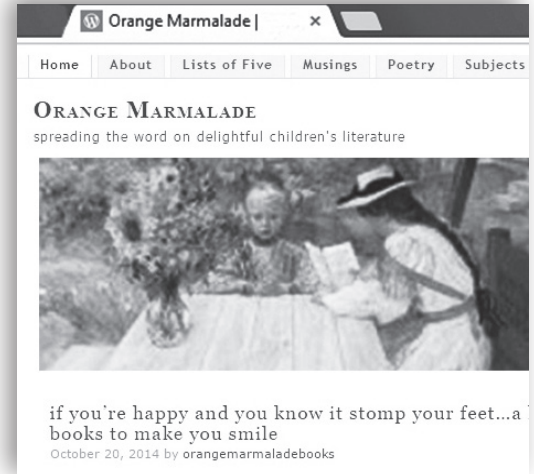 Orange Marmalade |
Home About Lists of Five Musings Poetry Subjects
ORANGE MARMALADE
spreading the word on delightful children's literature
if you're happy and you know it stomp your feet...a
books to make you smile
October 20, 2014 by orangemarmaladebooks